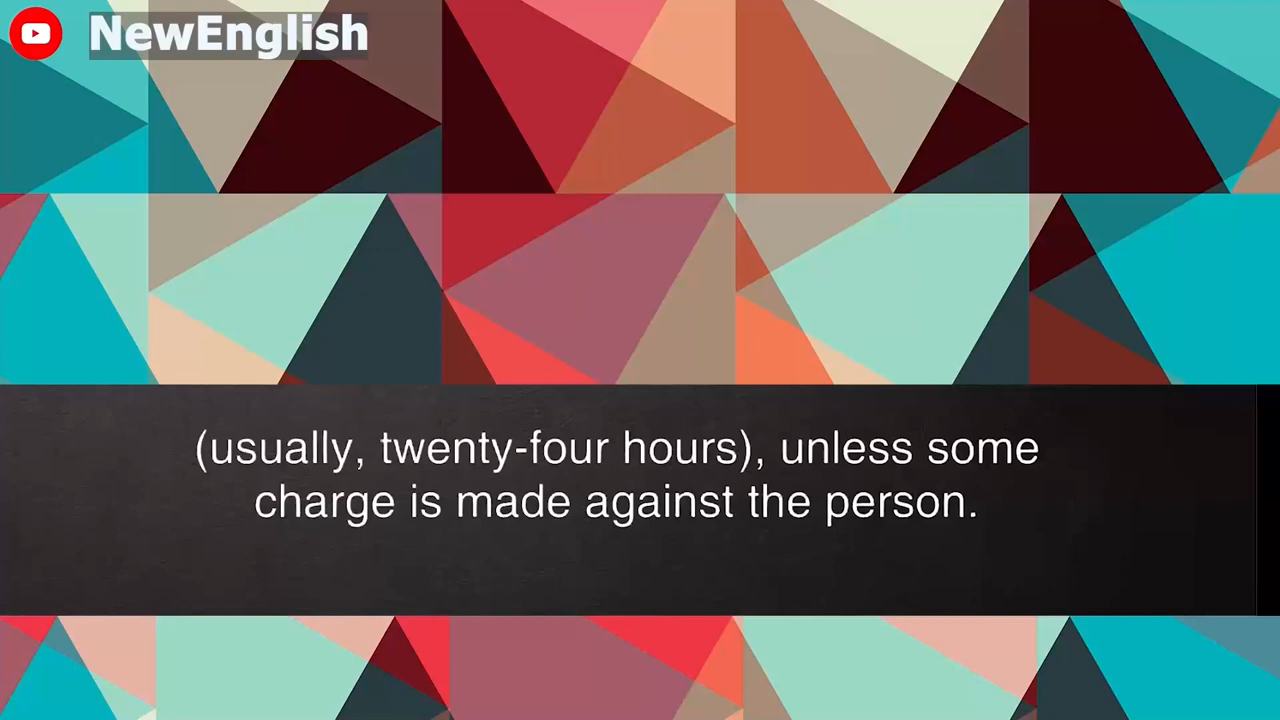 NewEnglish
(usually, twenty-four hours), unless some
charge is made against the person.